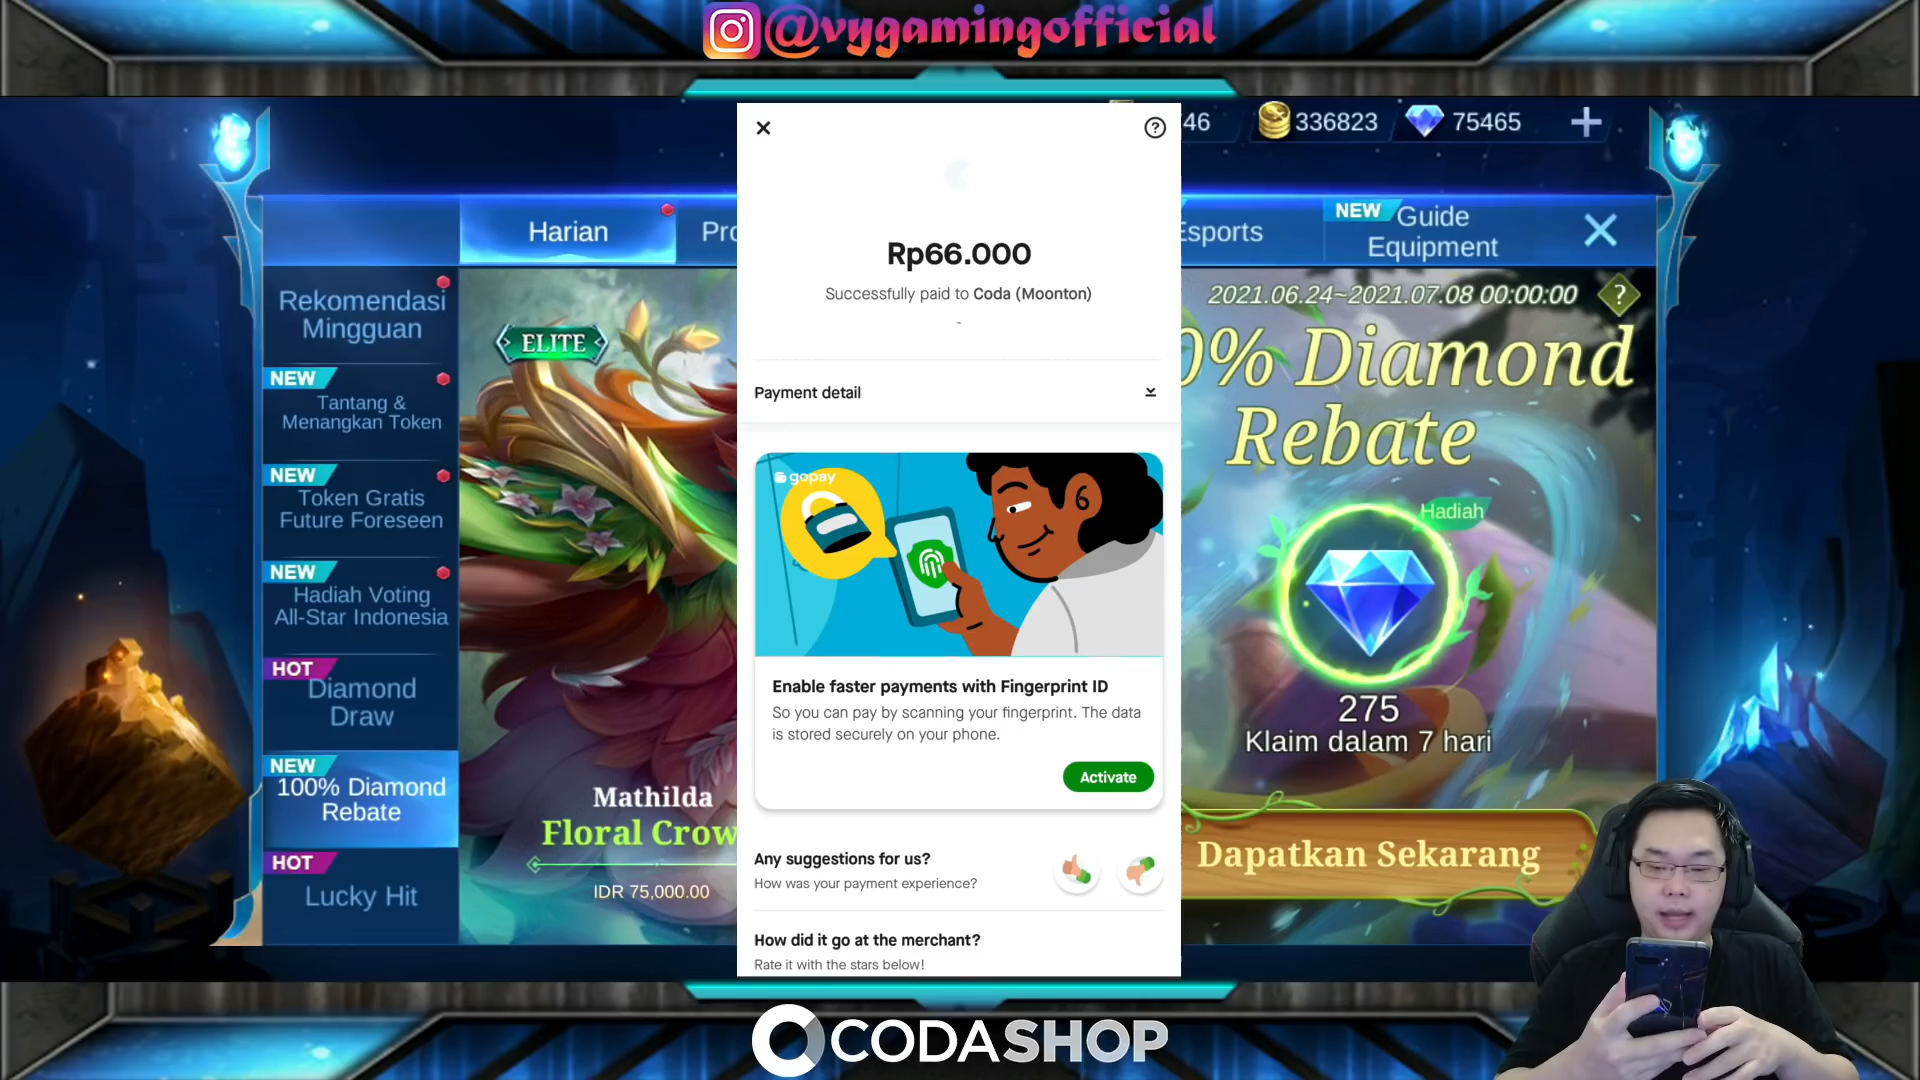 @vygamingofficial
46
336823
75465
Harian
Pro
Esports
NEW
Guide
Equipment
Rekomendasi
Mingguan
NEW
Tantang &
Menangkan Token
NEW
Token Gratis
Future Foreseen
NEW
Hadiah Voting
All-Star Indonesia
HOT
Diamond
Draw
NEW
100% Diamond
Rebate
HOT
Lucky Hit
ELITE
Mathilda
Floral Crow
IDR 75,000.00
Rp66.000
Successfully paid to Coda (Moonton)
-
Payment detail
gopay
Enable faster payments with Fingerprint ID
So you can pay by scanning your fingerprint. The data
is stored securely on your phone.
Activate
Any suggestions for us?
How was your payment experience?
How did it go at the merchant?
Rate it with the stars below!
2021.06.24~2021.07.08 00:00:00
?
0% Diamond
Rebate
Hadiah
275
Klaim dalam 7 hari
Dapatkan Sekarang
CODASHOP